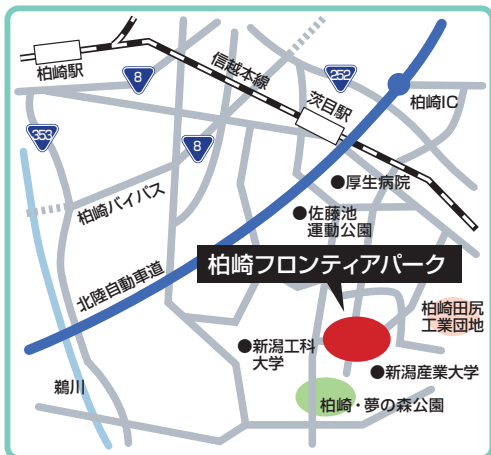 柏崎駅
8
信越本線
252
柏崎IC
茨目駅
353
8
厚生病院
柏崎バイパス
佐藤池
運動公園
柏崎フロンティアパーク
北陸自動車道
柏崎田尻
工業団地
新潟工科
大学
新潟産業大学
鵜川
柏崎・夢の森公園